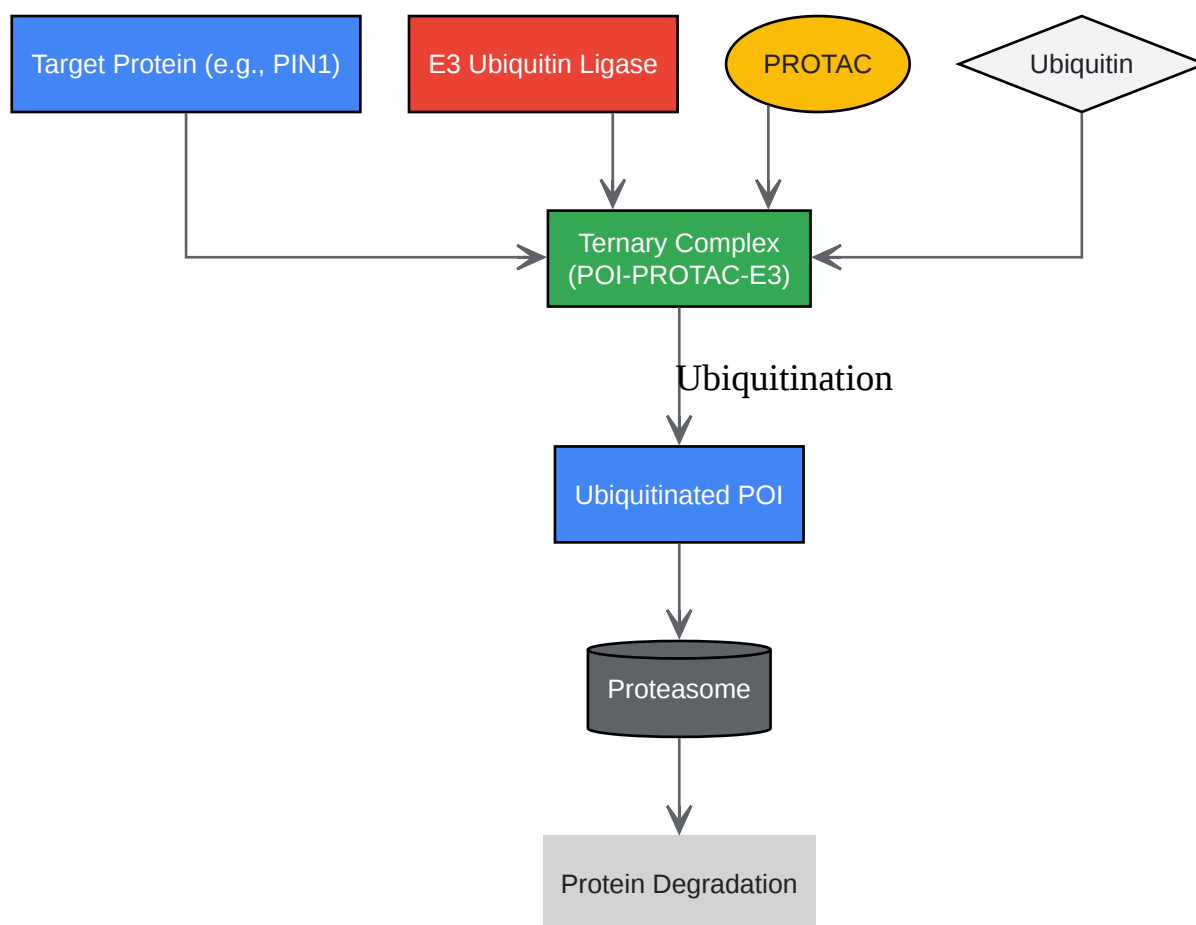 Target Protein (e.g., PIN1)
E3 Ubiquitin Ligase
PROTAC
Ubiquitin
Ternary Complex
(POI-PROTAC-E3)
Ubiquitination
Ubiquitinated POI
Proteasome
Protein Degradation